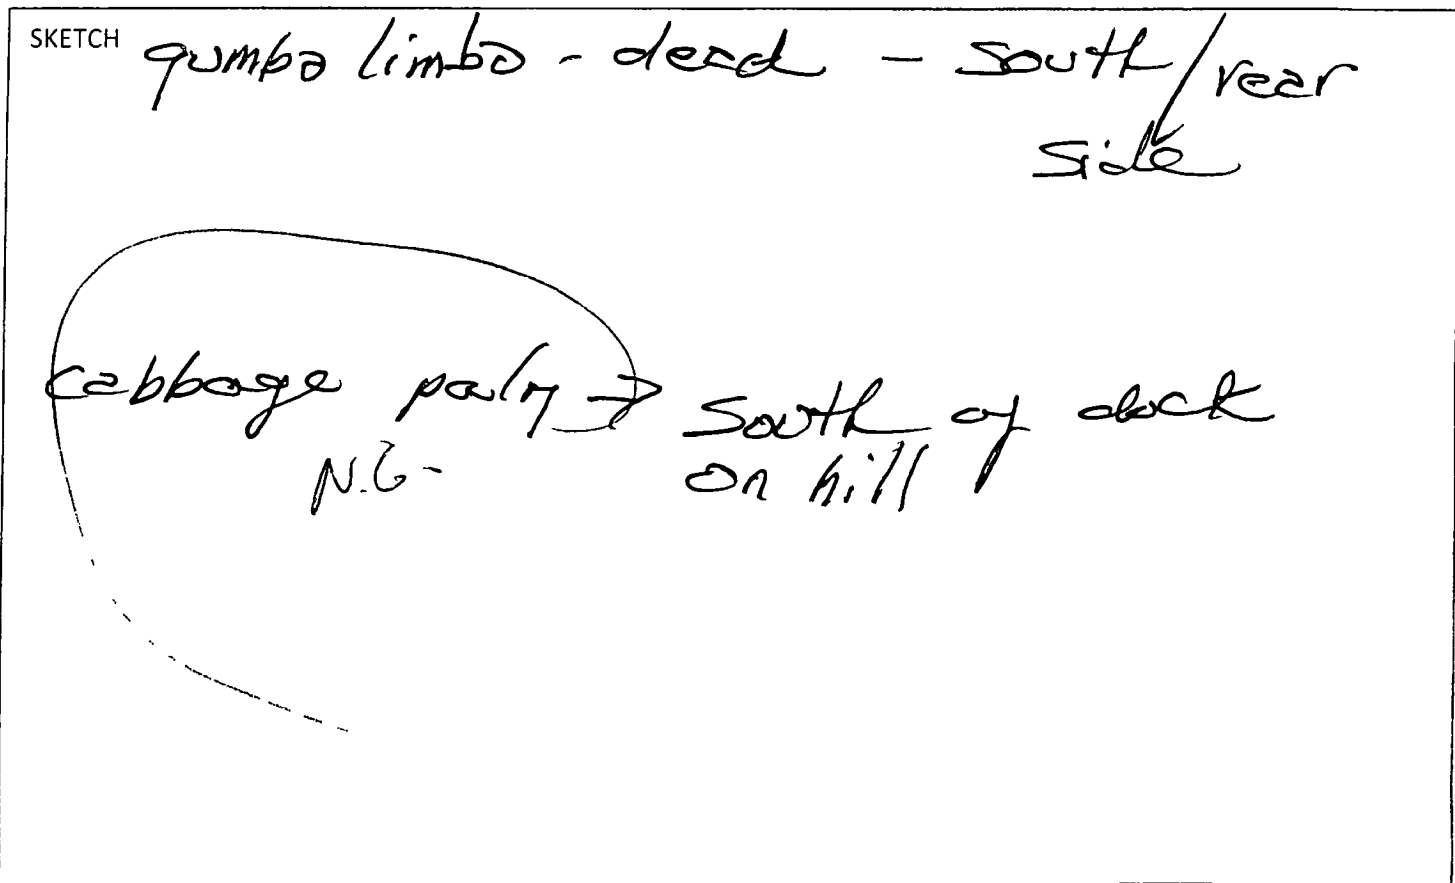 SKETCH gumbo limbo - dead - south/rear
side
cabbage palm → south of dock
N.G- on hill